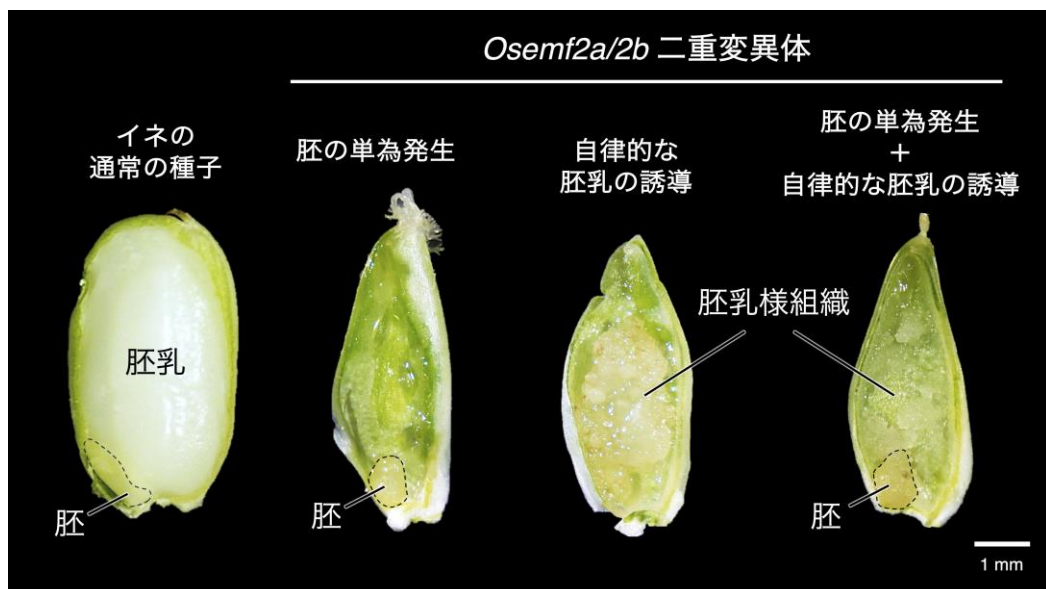 Osemf2a/2b 二重変異体
イネの
通常の種子
胚の単為発生
自律的な
胚乳の誘導
胚の単為発生
+
自律的な胚乳の誘導
胚乳
胚乳様組織
胚
胚
胚
1 mm